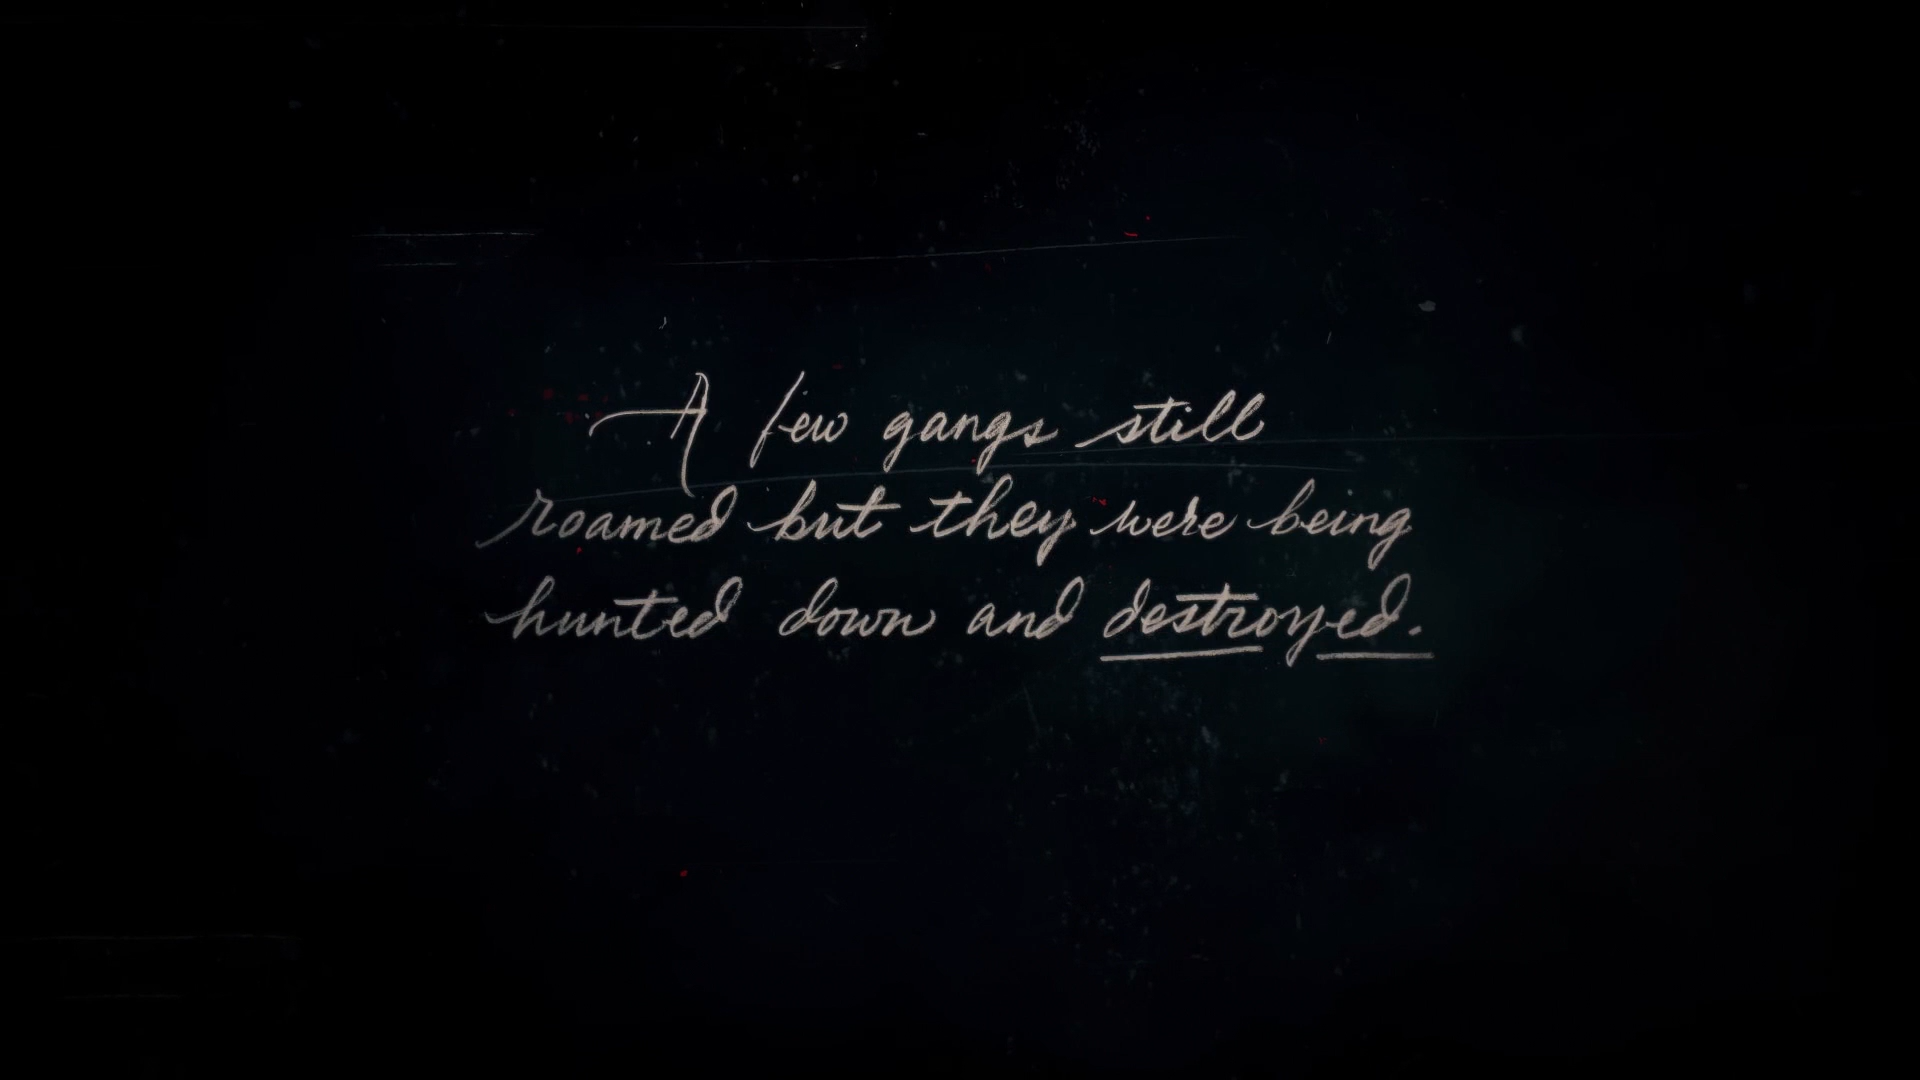 A few gangs still
roamed but they were being
hunted down and destroyed.